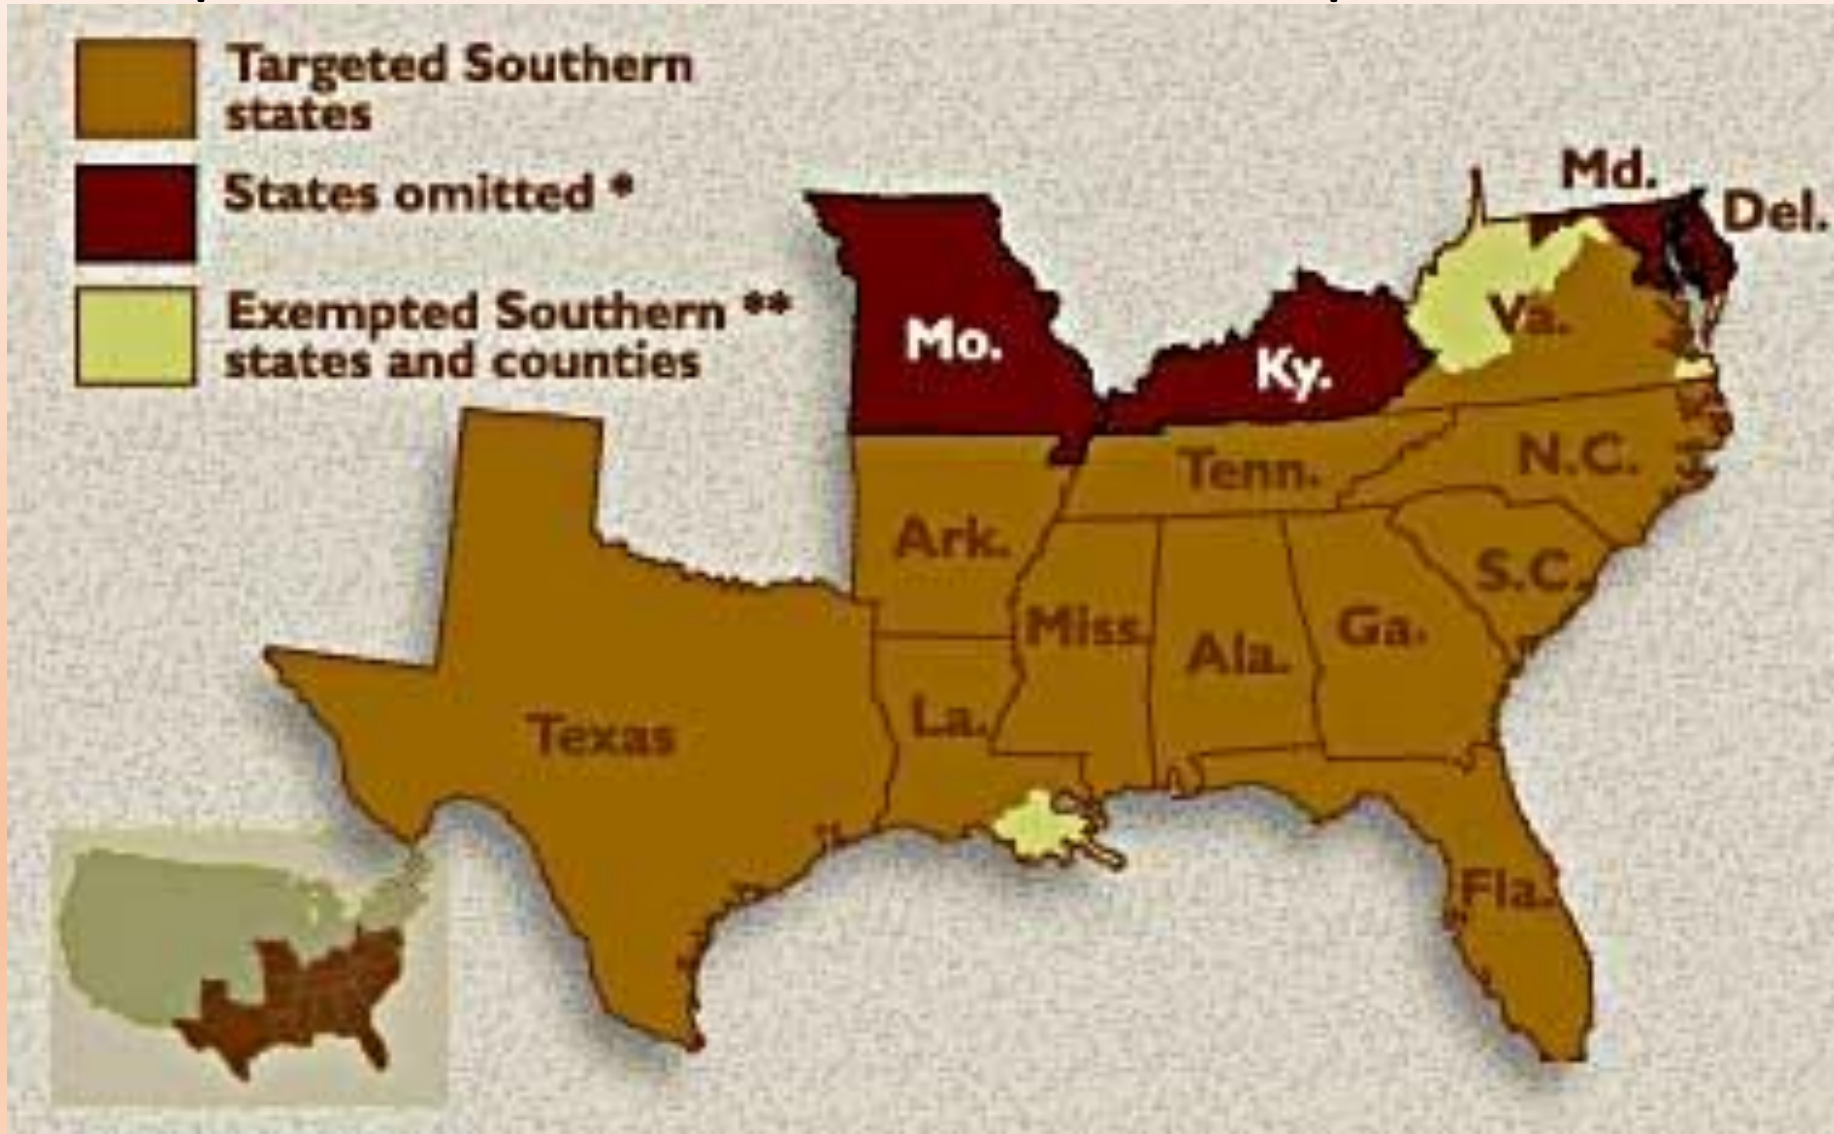 Targeted Southern
states
States omitted *
Exempted Southern **
states and counties
Md.
Del.
Mo.
Ky.
Va.
Tenn.
N.C.
Ark.
S.C.
Miss.
Ala.
Ga.
La.
Texas
Fla.